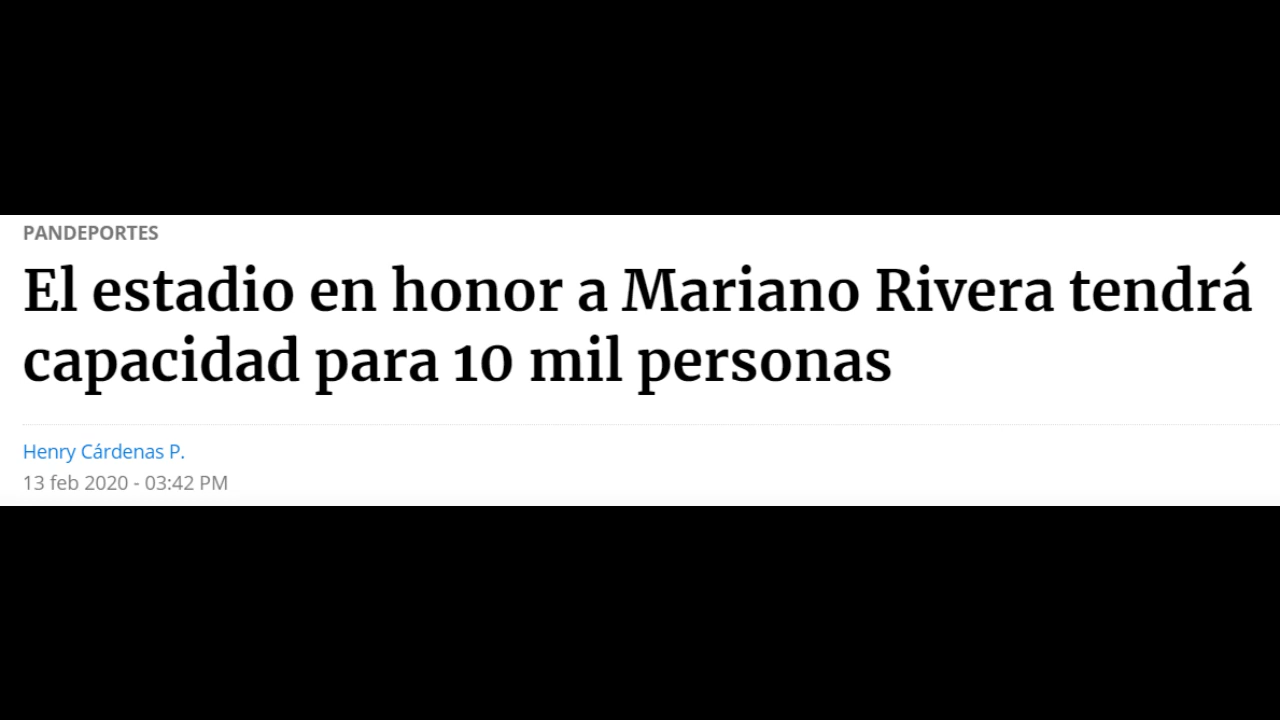 PANDEPORTES
El estadio en honor a Mariano Rivera tendrá
capacidad para 10 mil personas
Henry Cárdenas P.
13 feb 2020 - 03:42 PM